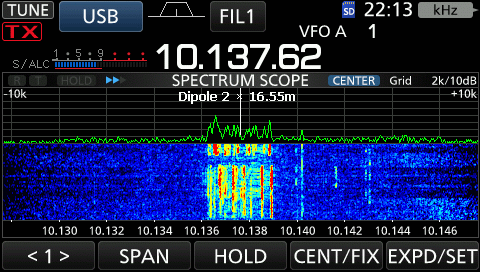 TUNE USB FIL1 SD 22:13 kHz
TX VFO A 1
1 5 9
S/ALC 10.137.62
R T HOLD SPECTRUM SCOPE CENTER Grid 2k/10dB
-10k Dipole 2 × 16.55m +10k
10.130 10.132 10.134 10.136 10.138 10.140 10.142 10.144 10.146
< 1 > SPAN HOLD CENT/FIX EXPD/SET